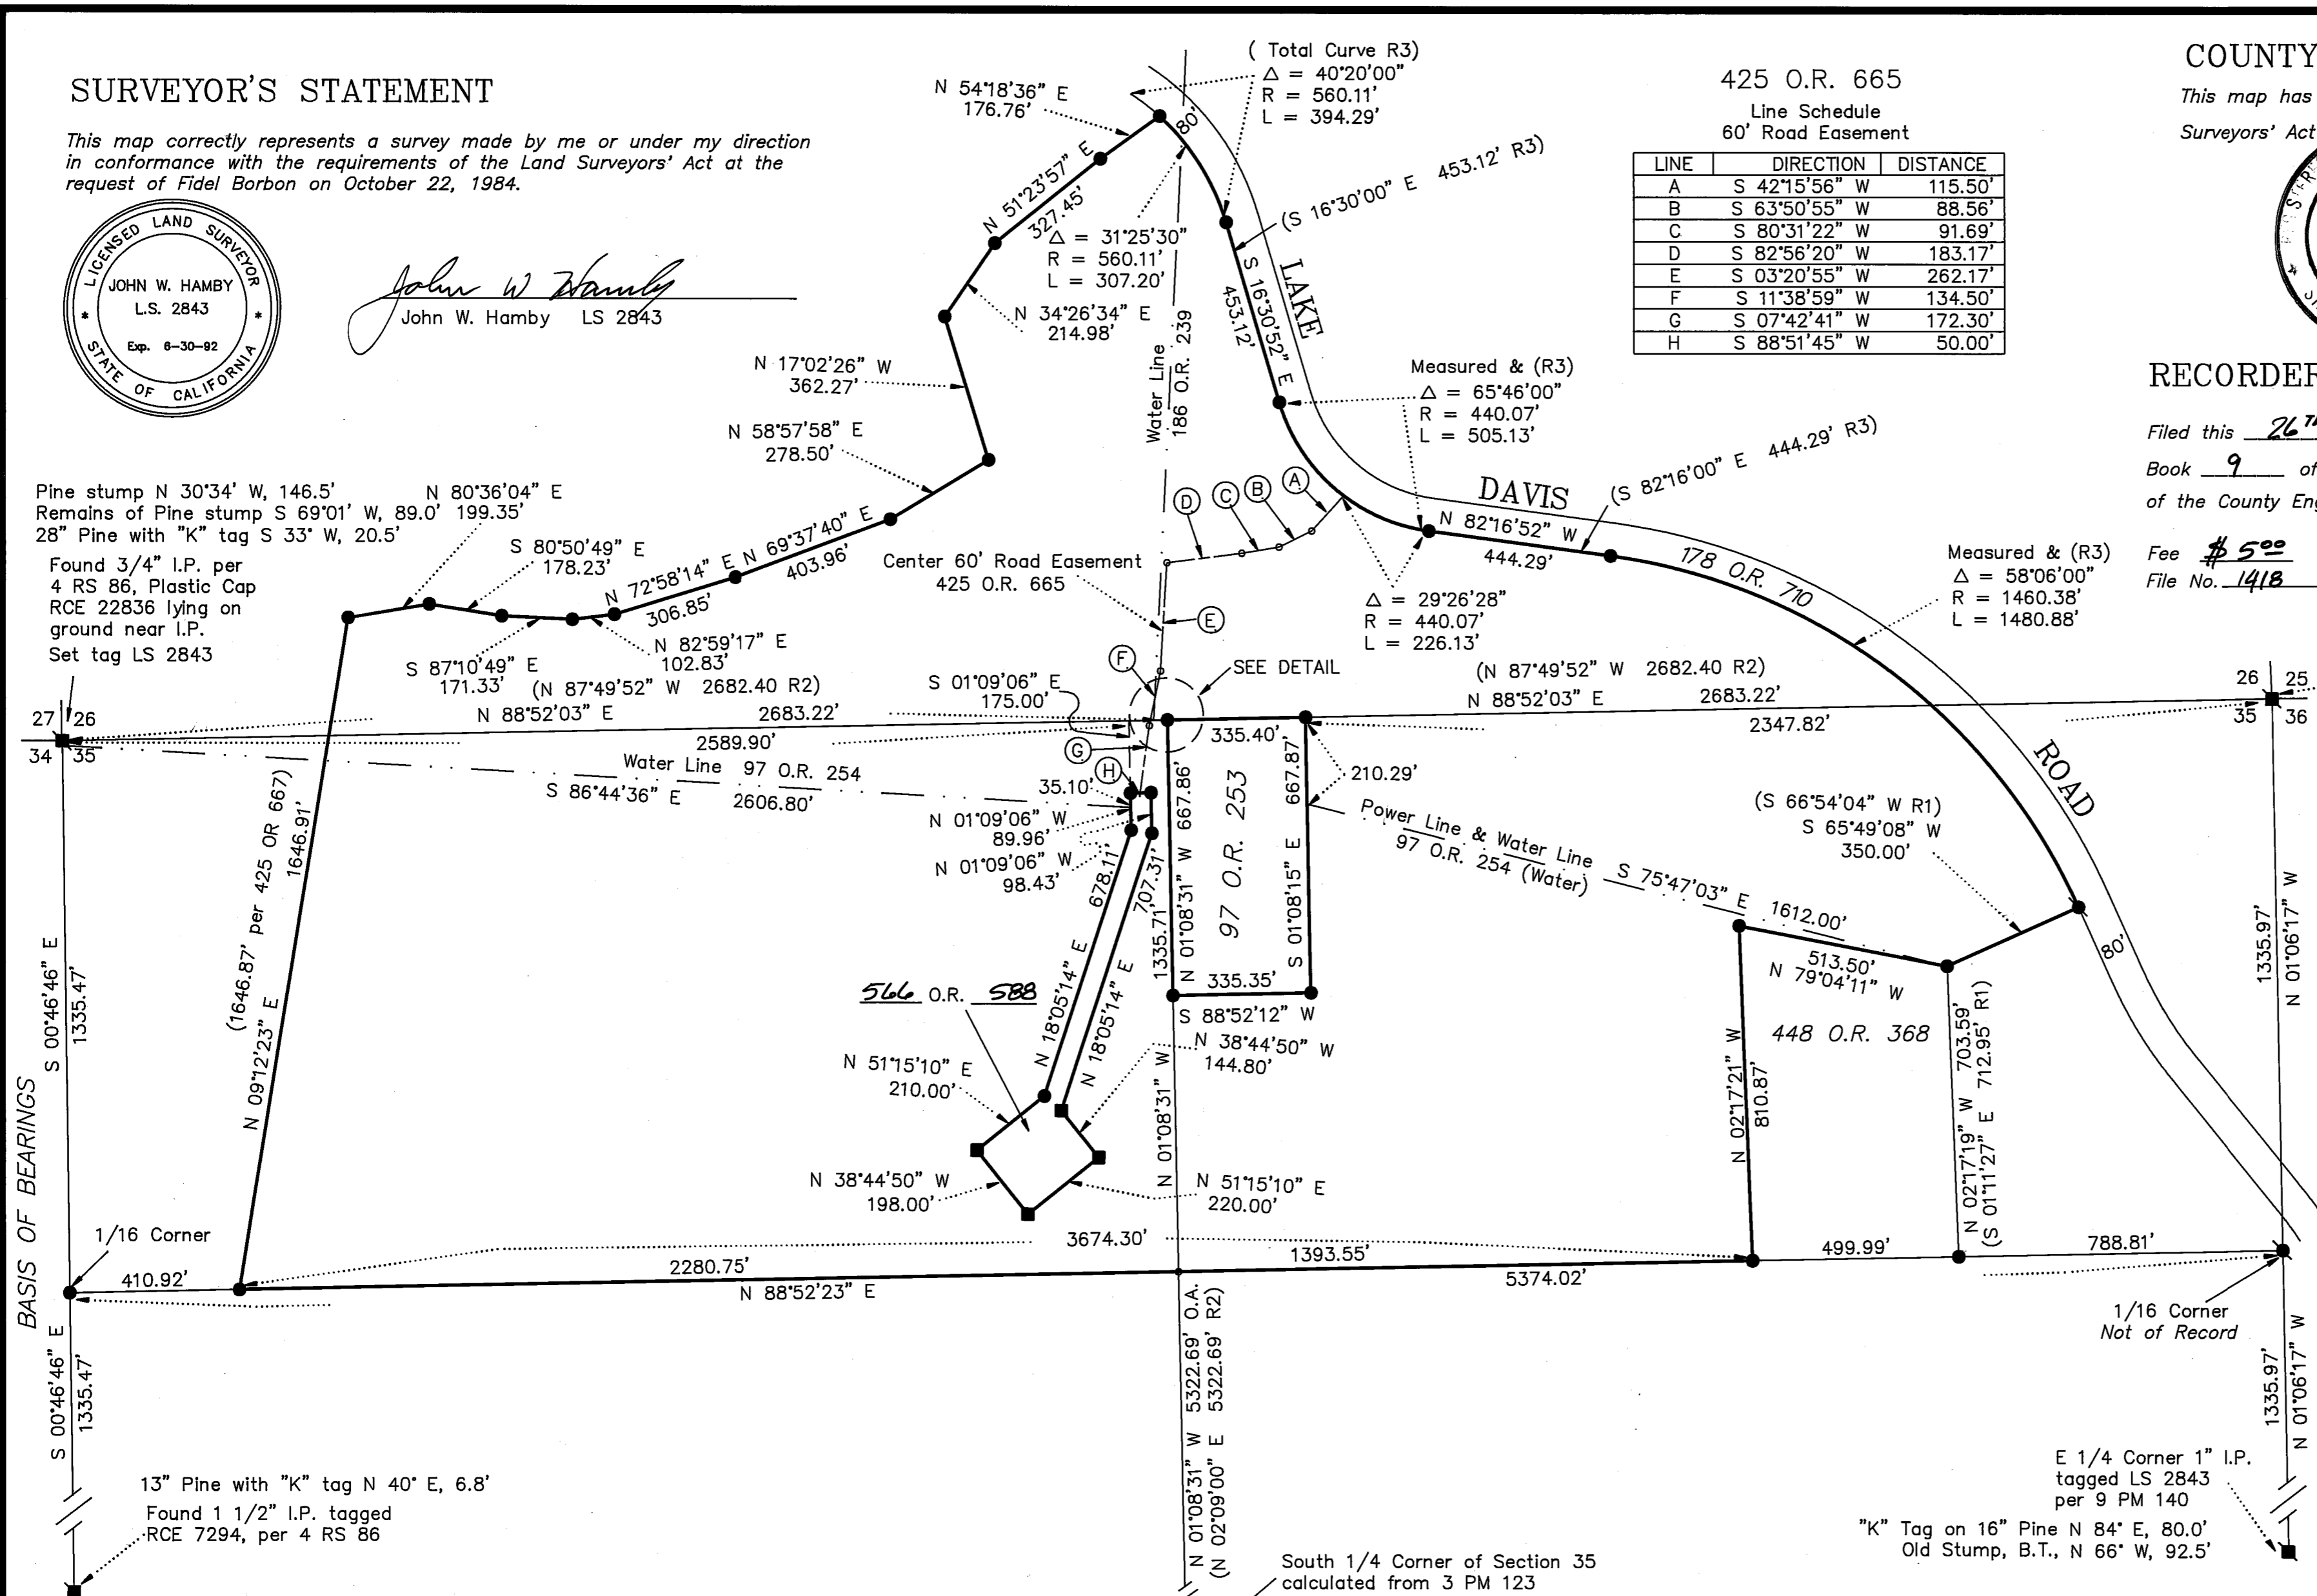 SURVEYOR'S STATEMENT
This map correctly represents a survey made by me or under my direction
in conformance with the requirements of the Land Surveyors' Act at the
request of Fidel Borbon on October 22, 1984.
LICENSED LAND SURVEYOR
JOHN W. HAMBY
L.S. 2843
Exp. 6-30-92
* STATE OF CALIFORNIA *
John W Hamby
John W. Hamby LS 2843
( Total Curve R3)
Δ = 40°20'00"
R = 560.11'
L = 394.29'
N 54°18'36" E
176.76'
80'
N 51°23'57" E
327.45'
Δ = 31°25'30"
R = 560.11'
L = 307.20'
N 34°26'34" E
214.98'
N 17°02'26" W
362.27'
N 58°57'58" E
278.50'
(S 16°30'00" E 453.12' R3)
S 16°30'52" E
453.12'
LAKE
DAVIS
ROAD
Water Line
186 O.R. 239
425 O.R. 665
Line Schedule
60' Road Easement
LINE DIRECTION DISTANCE
A S 42°15'56" W 115.50'
B S 63°50'55" W 88.56'
C S 80°31'22" W 91.69'
D S 82°56'20" W 183.17'
E S 03°20'55" W 262.17'
F S 11°38'59" W 134.50'
G S 07°42'41" W 172.30'
H S 88°51'45" W 50.00'
COUNTY
This map has
Surveyors' Act
RECORDER
Filed this 26TH
Book 9 of
of the County En
Fee $ 5 00
File No. 1418
Measured & (R3)
Δ = 65°46'00"
R = 440.07'
L = 505.13'
(S 82°16'00" E 444.29' R3)
N 82°16'52" W
444.29'
178 O.R. 710
Measured & (R3)
Δ = 58°06'00"
R = 1460.38'
L = 1480.88'
Δ = 29°26'28"
R = 440.07'
L = 226.13'
A
B
C
D
E
F
G
H
Center 60' Road Easement
425 O.R. 665
SEE DETAIL
Pine stump N 30°34' W, 146.5'
Remains of Pine stump S 69°01' W, 89.0'
28" Pine with "K" tag S 33° W, 20.5'
Found 3/4" I.P. per
4 RS 86, Plastic Cap
RCE 22836 lying on
ground near I.P.
Set tag LS 2843
N 80°36'04" E
199.35'
S 80°50'49" E
178.23'
S 87°10'49" E
171.33'
N 82°59'17" E
102.83'
N 72°58'14" E
306.85'
N 69°37'40" E
403.96'
(N 87°49'52" W 2682.40 R2)
N 88°52'03" E 2683.22'
2589.90'
S 01°09'06" E
175.00'
(N 87°49'52" W 2682.40 R2)
N 88°52'03" E 2683.22'
2347.82'
27 26
34 35
26 25
35 36
Water Line 97 O.R. 254
S 86°44'36" E 2606.80'
35.10'
N 01°09'06" W
89.96'
N 01°09'06" W
98.43'
335.40'
667.86'
N 01°08'31" W
1335.71'
97 O.R. 253
667.87'
S 01°08'15" E
210.29'
335.35'
S 88°52'12" W
Power Line & Water Line
97 O.R. 254 (Water)
S 75°47'03" E
1612.00'
(S 66°54'04" W R1)
S 65°49'08" W
350.00'
80'
513.50'
N 79°04'11" W
448 O.R. 368
N 02°17'21" W
810.87'
N 02°17'19" W 703.59'
(S 01°11'27" E 712.95' R1)
1335.97'
N 01°06'17" W
(1646.87' per 425 OR 667)
1646.91'
N 09°12'23" E
S 00°46'46" E
1335.47'
BASIS OF BEARINGS
678.11'
N 18°05'14" E
707.31'
N 18°05'14" E
566 O.R. 588
N 51°15'10" E
210.00'
N 38°44'50" W
144.80'
N 38°44'50" W
198.00'
N 51°15'10" E
220.00'
N 01°08'31" W
1/16 Corner
410.92'
3674.30'
2280.75'
1393.55'
N 88°52'23" E
5374.02'
499.99'
788.81'
1/16 Corner
Not of Record
S 00°46'46" E
1335.47'
N 01°08'31" W 5322.69' O.A.
(N 02°09'00" E 5322.69' R2)
1335.97'
N 01°06'17" W
13" Pine with "K" tag N 40° E, 6.8'
Found 1 1/2" I.P. tagged
RCE 7294, per 4 RS 86
South 1/4 Corner of Section 35
calculated from 3 PM 123
E 1/4 Corner 1" I.P.
tagged LS 2843
per 9 PM 140
"K" Tag on 16" Pine N 84° E, 80.0'
Old Stump, B.T., N 66° W, 92.5'